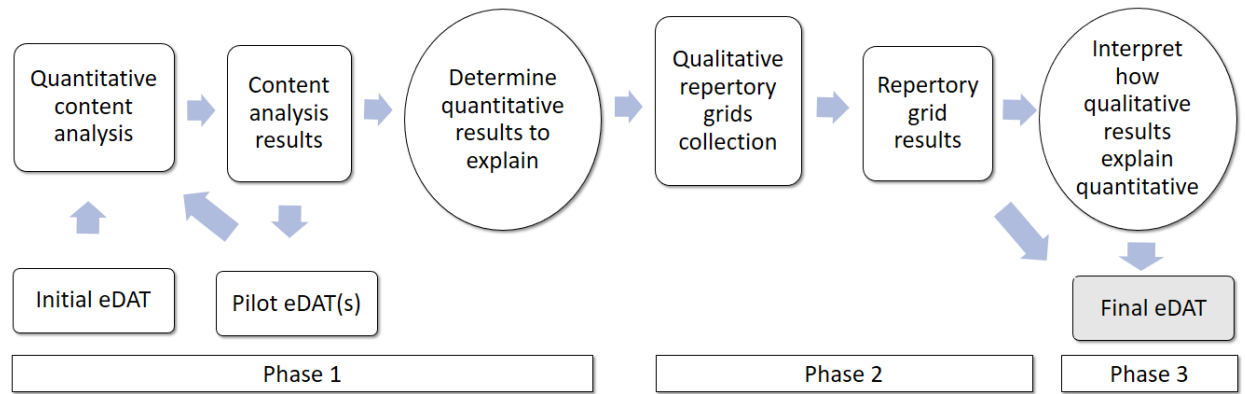 Quantitative
content
analysis
Content
analysis
results
Determine
quantitative
results to
explain
Qualitative
repertory
grids
collection
Repertory
grid
results
Interpret
how
qualitative
results
explain
quantitative
Initial eDAT
Pilot eDAT(s)
Final eDAT
Phase 1
Phase 2
Phase 3